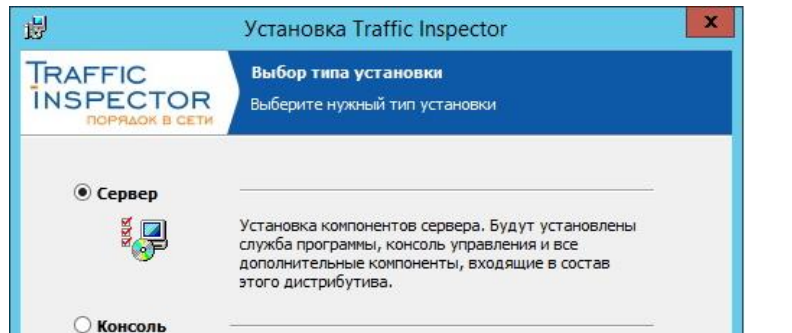 Установка Traffic Inspector
x
TRAFFIC
INSPECTOR
ПОРЯДОК В СЕТИ
Выбор типа установки
Выберите нужный тип установки
Сервер
Установка компонентов сервера. Будут установлены
служба программы, консоль управления и все
дополнительные компоненты, входящие в состав
этого дистрибутива.
Консоль